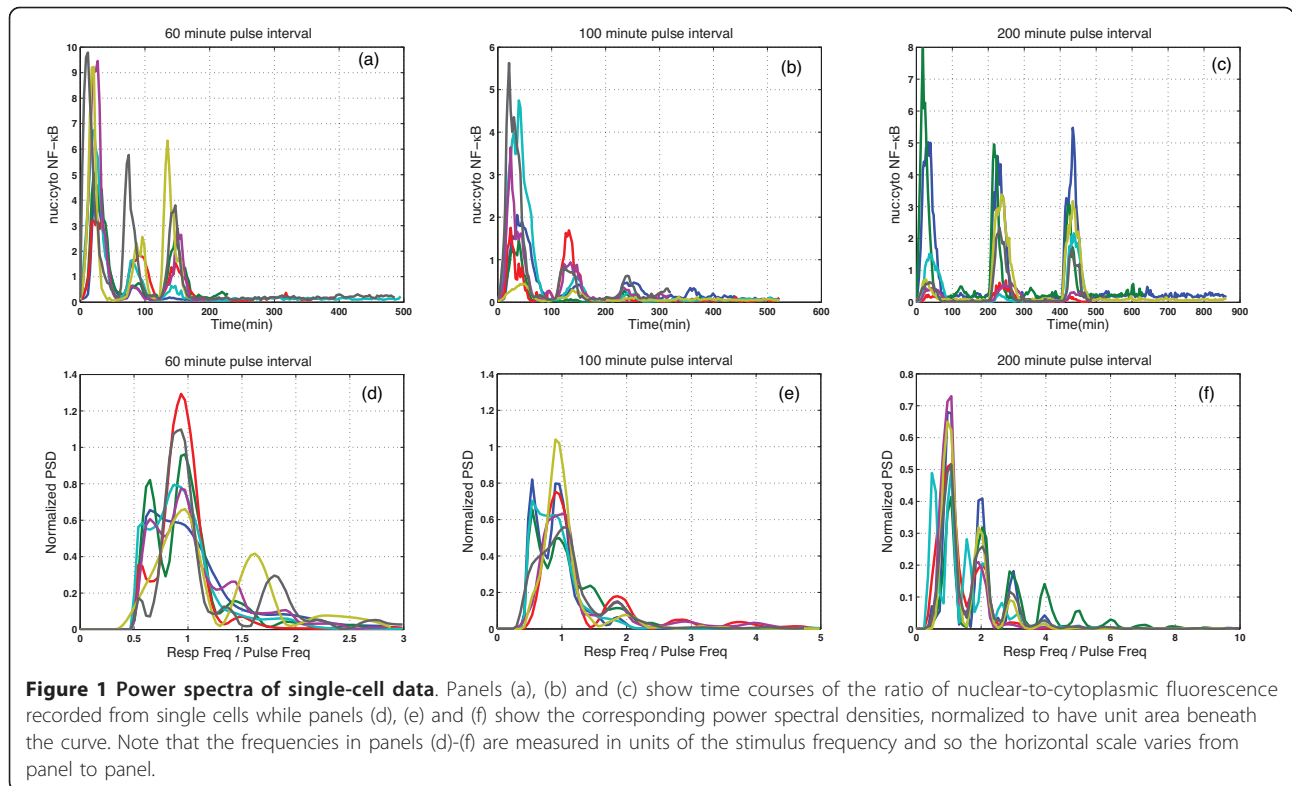 60 minute pulse interval
(a)
nuc:cyto NF−κB
10
9
8
7
6
5
4
3
2
1
0
0 100 200 300 400 500
Time(min)
100 minute pulse interval
(b)
nuc:cyto NF−κB
6
5
4
3
2
1
0
0 100 200 300 400 500 600
Time(min)
200 minute pulse interval
(c)
nuc:cyto NF−κB
8
7
6
5
4
3
2
1
0
0 100 200 300 400 500 600 700 800 900
Time(min)
60 minute pulse interval
(d)
Normalized PSD
1.4
1.2
1
0.8
0.6
0.4
0.2
0
0 0.5 1 1.5 2 2.5 3
Resp Freq / Pulse Freq
100 minute pulse interval
(e)
Normalized PSD
1.4
1.2
1
0.8
0.6
0.4
0.2
0
0 1 2 3 4 5
Resp Freq / Pulse Freq
200 minute pulse interval
(f)
Normalized PSD
0.8
0.7
0.6
0.5
0.4
0.3
0.2
0.1
0
0 2 4 6 8 10
Resp Freq / Pulse Freq
Figure 1 Power spectra of single-cell data. Panels (a), (b) and (c) show time courses of the ratio of nuclear-to-cytoplasmic fluorescence
recorded from single cells while panels (d), (e) and (f) show the corresponding power spectral densities, normalized to have unit area beneath
the curve. Note that the frequencies in panels (d)-(f) are measured in units of the stimulus frequency and so the horizontal scale varies from
panel to panel.